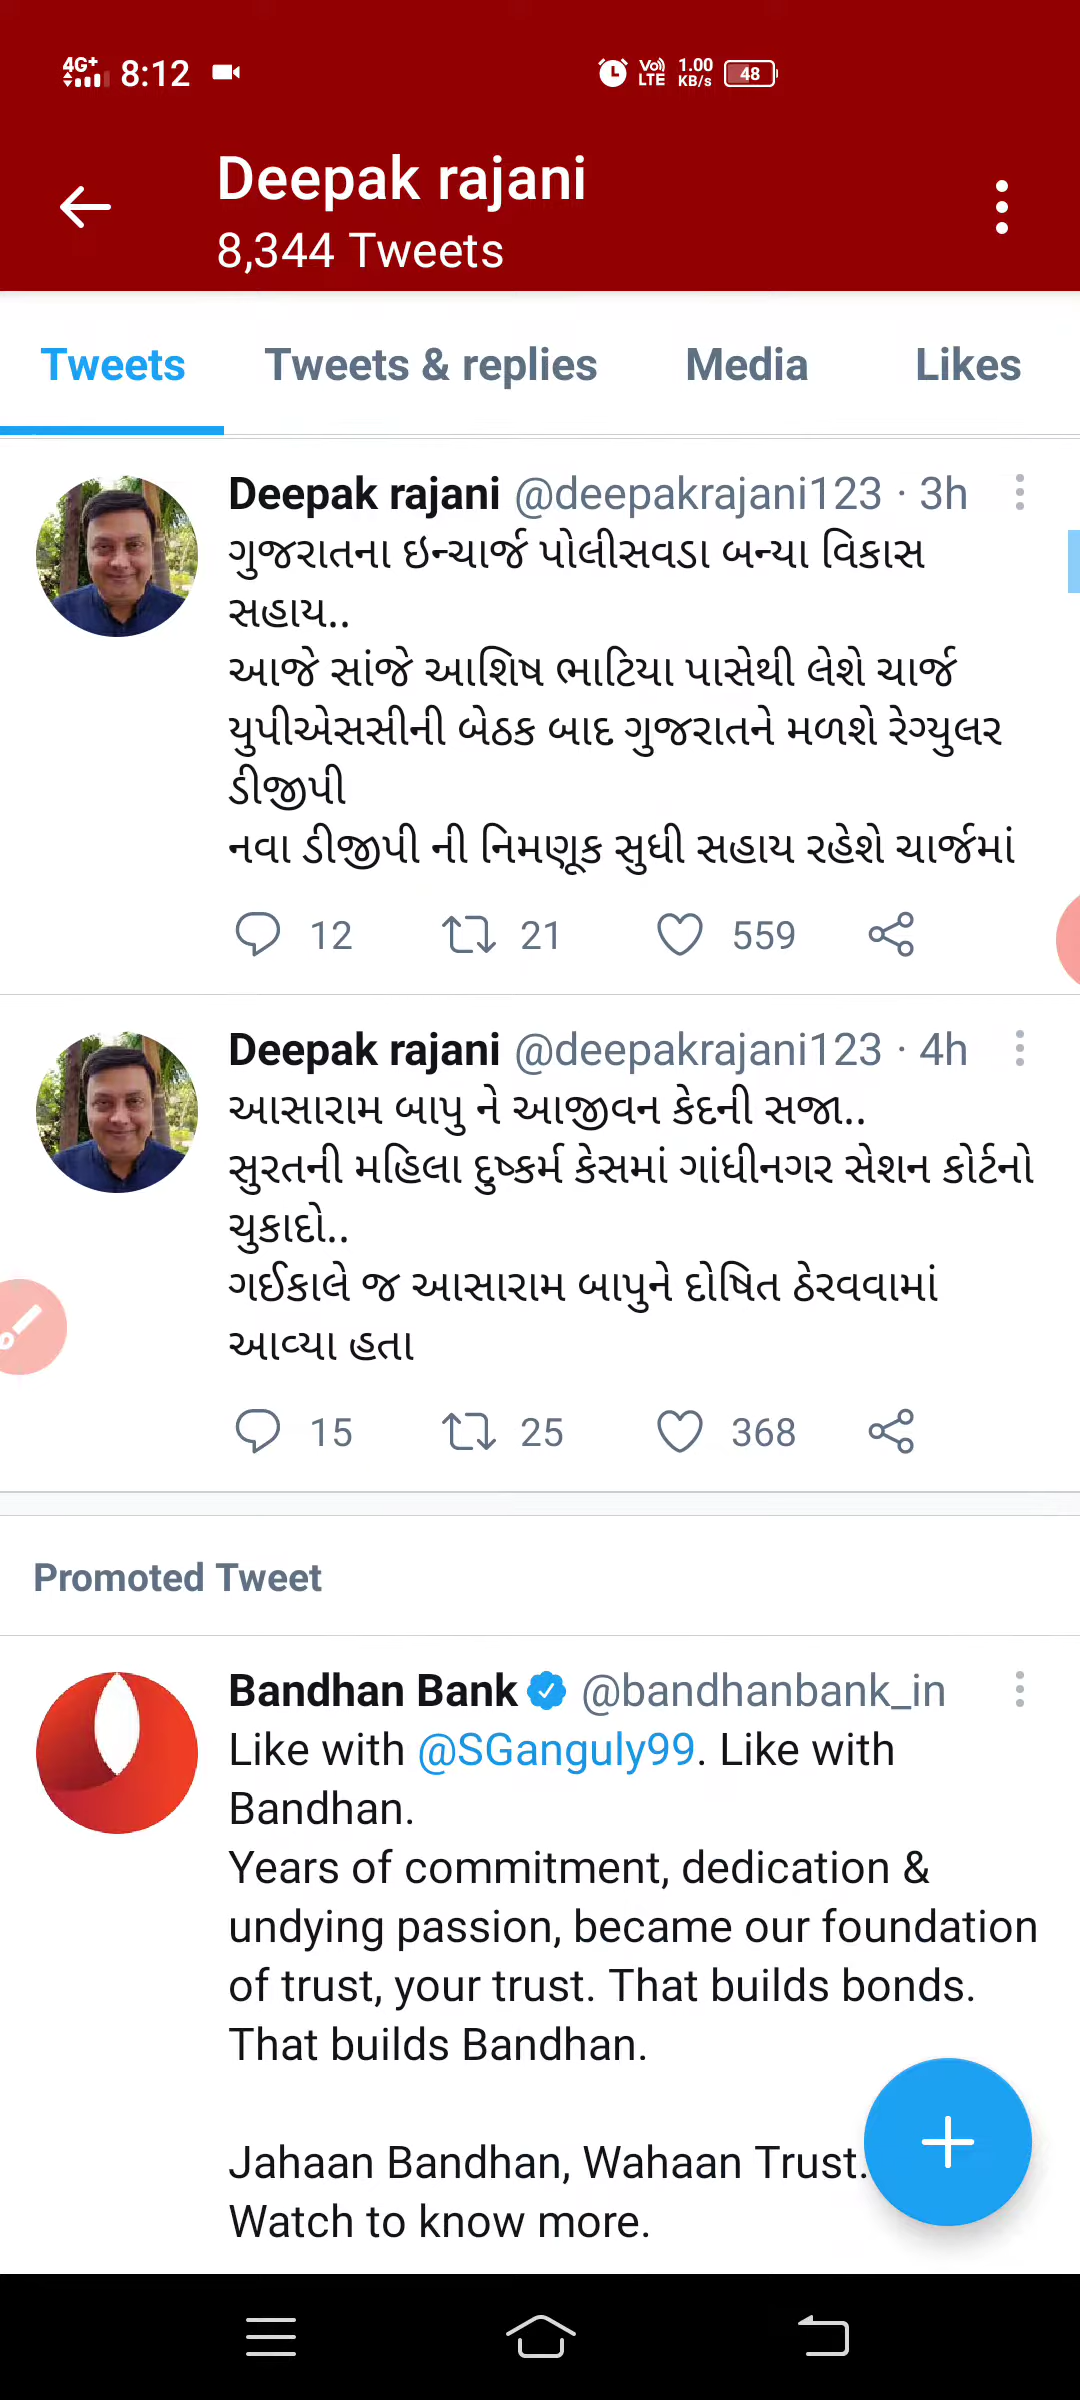 4G+ 8:12 Vo) LTE 1.00 KB/s 48
Deepak rajani
8,344 Tweets
Tweets Tweets & replies Media Likes
Deepak rajani @deepakrajani123 · 3h
ગુજરાતના ઇન્ચાર્જ પોલીસવડા બન્યા વિકાસ
સહાય..
આજે સાંજે આશિષ ભાટિયા પાસેથી લેશે ચાર્જ
યુપીએસસીની બેઠક બાદ ગુજરાતને મળશે રેગ્યુલર
ડીજીપી
નવા ડીજીપી ની નિમણૂક સુધી સહાય રહેશે ચાર્જમાં
12 21 559
Deepak rajani @deepakrajani123 · 4h
આસારામ બાપુ ને આજીવન કેદની સજા..
સુરતની મહિલા દુષ્કર્મ કેસમાં ગાંધીનગર સેશન કોર્ટનો
ચુકાદો..
ગઈકાલે જ આસારામ બાપુને દોષિત ઠેરવવામાં
આવ્યા હતા
15 25 368
Promoted Tweet
Bandhan Bank @bandhanbank_in
Like with @SGanguly99. Like with
Bandhan.
Years of commitment, dedication &
undying passion, became our foundation
of trust, your trust. That builds bonds.
That builds Bandhan.
Jahaan Bandhan, Wahaan Trust.
Watch to know more.